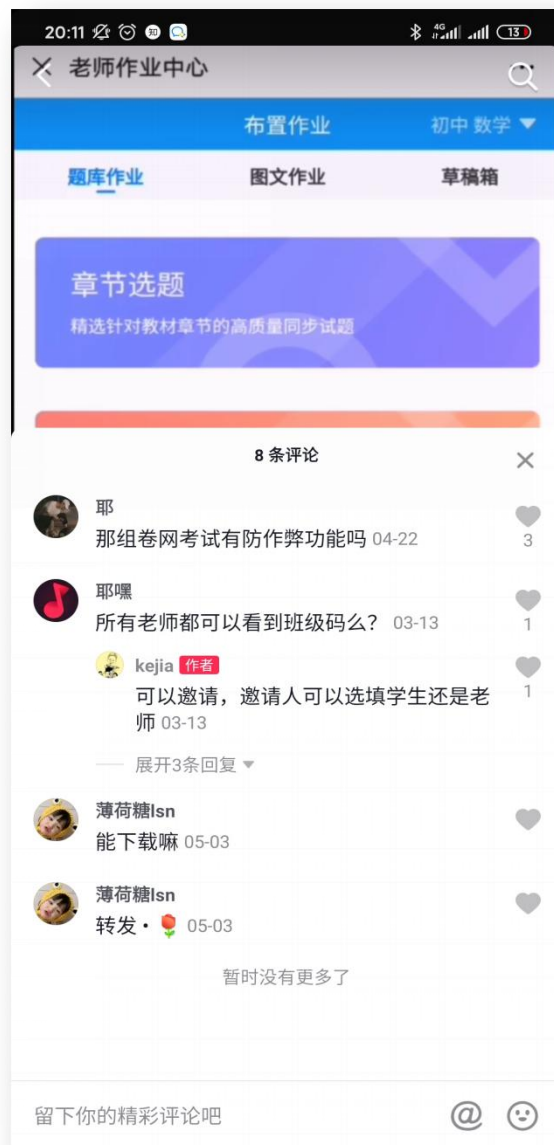 20:11 知
4G 13
老师作业中心
布置作业 初中 数学
题库作业 图文作业 草稿箱
章节选题
精选针对教材章节的高质量同步试题
8 条评论
耶
那组卷网考试有防作弊功能吗 04-22
3
耶嘿
所有老师都可以看到班级码么? 03-13
1
kejia 作者
可以邀请，邀请人可以选填学生还是老
师 03-13
1
展开3条回复
薄荷糖lsn
能下载嘛 05-03
薄荷糖lsn
转发·🌹 05-03
暂时没有更多了
留下你的精彩评论吧 @